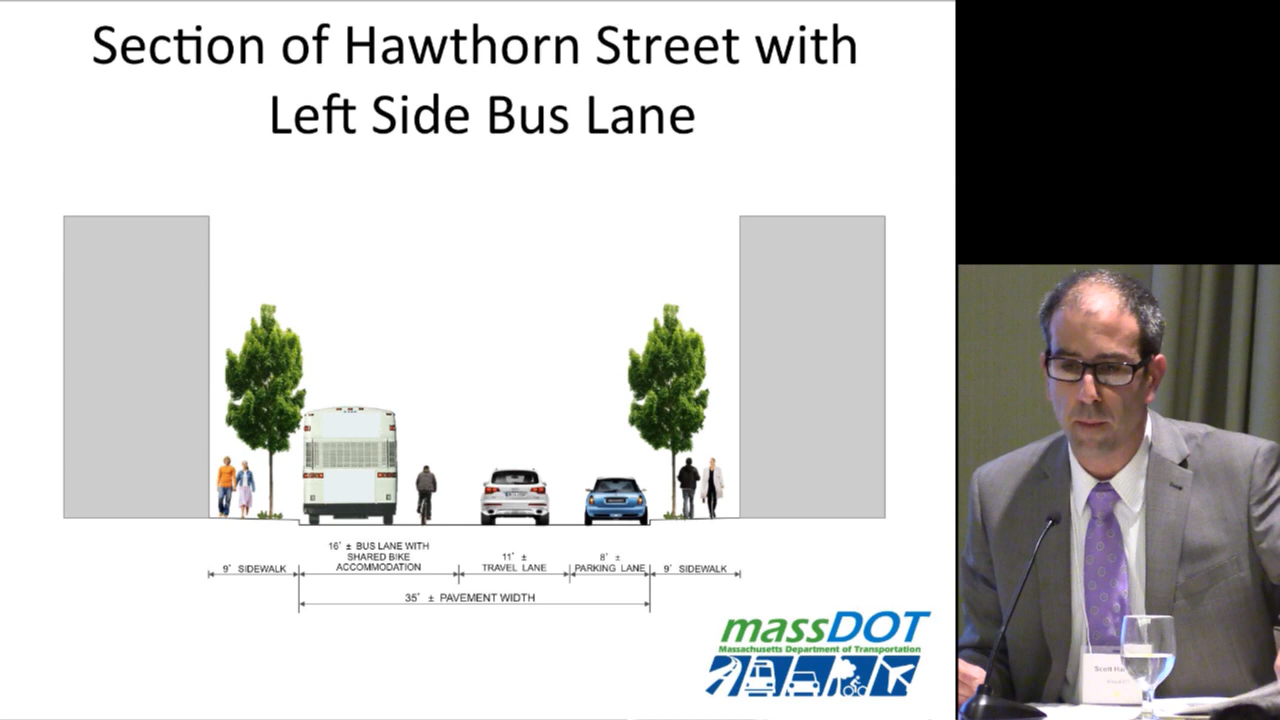 Section of Hawthorn Street with
Left Side Bus Lane
9' SIDEWALK
16' ± BUS LANE WITH
SHARED BIKE
ACCOMMODATION
11' ±
TRAVEL LANE
8' ±
PARKING LANE
9' SIDEWALK
35' ± PAVEMENT WIDTH
massDOT
Massachusetts Department of Transportation
Scott